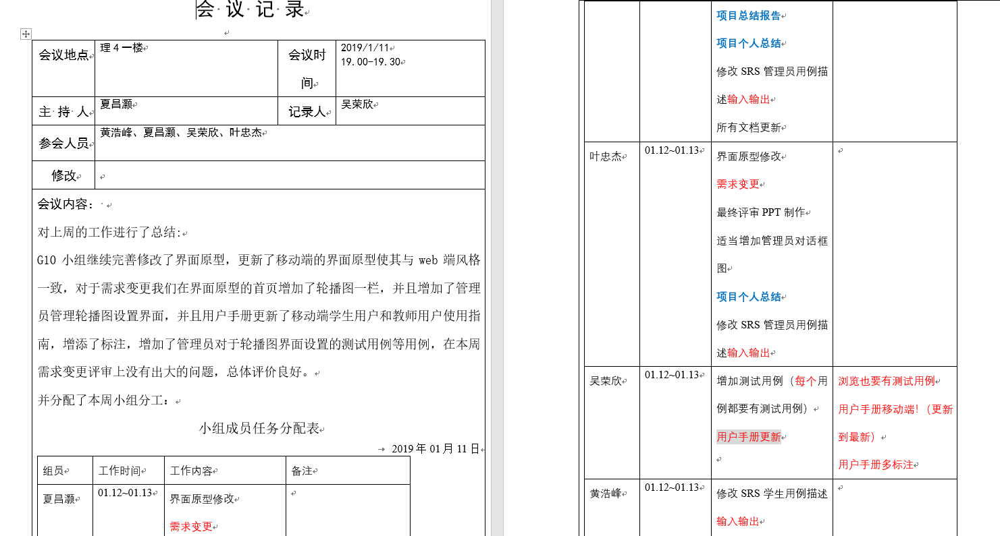 会 议 记 录
会议地点
理4一楼
会议时
间
2019/1/11
19.00-19.30
主 持 人
夏昌灏
记录人
吴荣欣
参会人员
黄浩峰、夏昌灏、吴荣欣、叶忠杰
修改
会议内容：
对上周的工作进行了总结:
G10 小组继续完善修改了界面原型，更新了移动端的界面原型使其与 web 端风格
一致，对于需求变更我们在界面原型的首页增加了轮播图一栏，并且增加了管理
员管理轮播图设置界面，并且用户手册更新了移动端学生用户和教师用户使用指
南，增添了标注，增加了管理员对于轮播图界面设置的测试用例等用例，在本周
需求变更评审上没有出大的问题，总体评价良好。
并分配了本周小组分工：
小组成员任务分配表
2019 年 01 月 11 日
组员
工作时间
工作内容
备注
夏昌灏
01.12~01.13
界面原型修改
需求变更
项目总结报告
项目个人总结
修改 SRS 管理员用例描
述输入输出
所有文档更新
叶忠杰
01.12~01.13
界面原型修改
需求变更
最终评审 PPT 制作
适当增加管理员对话框
图
项目个人总结
修改 SRS 管理员用例描
述输入输出
吴荣欣
01.12~01.13
增加测试用例（每个用
例都要有测试用例）
用户手册更新
浏览也要有测试用例
用户手册移动端!（更新
到最新）
用户手册多标注
黄浩峰
01.12~01.13
修改 SRS 学生用例描述
输入输出